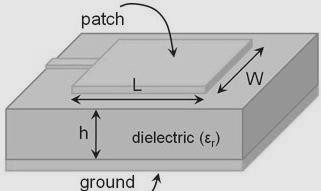 patch
L
W
h
dielectric (εr)
ground